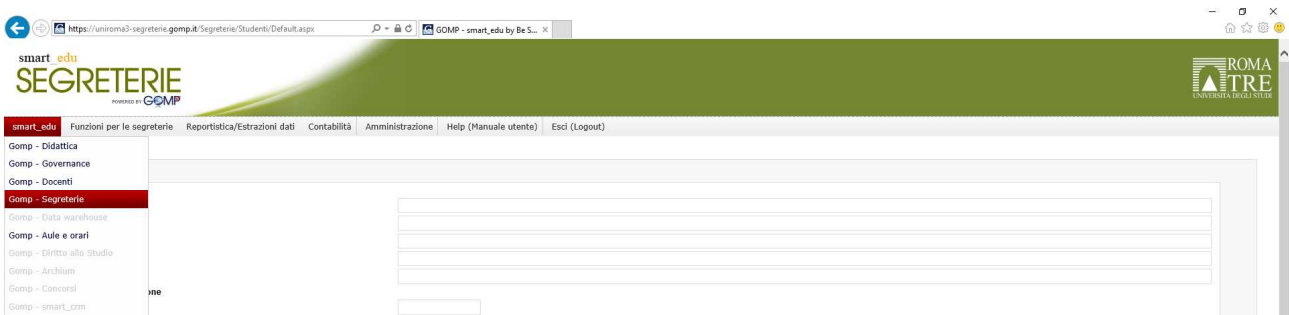 https://uniroma3-segreterie.gomp.it/Segreterie/Studenti/Default.aspx
GOMP - smart_edu by Be S...
smart_edu
SEGRETERIE
POWERED BY GOMP
ROMA
TRE
UNIVERSITÀ DEGLI STUDI
smart_edu Funzioni per le segreterie Reportistica/Estrazioni dati Contabilità Amministrazione Help (Manuale utente) Esci (Logout)
Gomp - Didattica
Gomp - Governance
Gomp - Docenti
Gomp - Segreterie
Gomp - Data warehouse
Gomp - Aule e orari
Gomp - Diritto allo Studio
Gomp - Archium
Gomp - Concorsi
one
Gomp - smart_crm